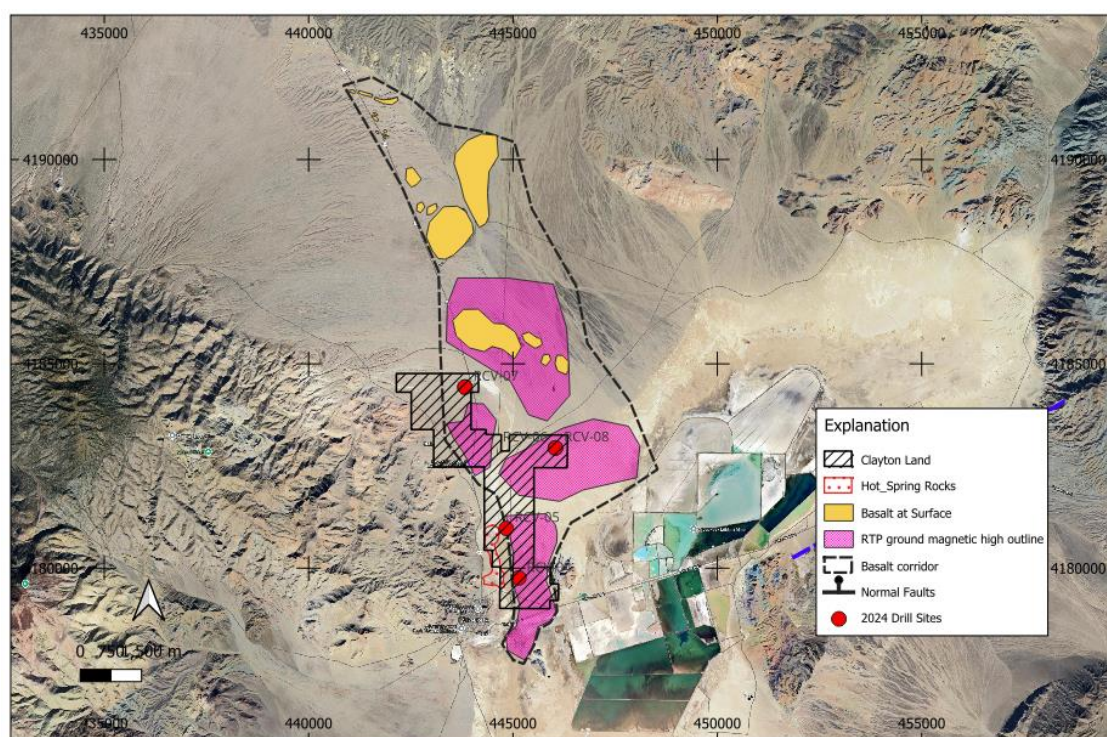 435000 440000 445000 450000 455000
4190000 4190000
4185000 4185000
RCV-07
RCV-08
RCV-05
4180000 4180000
Explanation
Clayton Land
Hot_Spring Rocks
Basalt at Surface
RTP ground magnetic high outline
Basalt corridor
Normal Faults
2024 Drill Sites
0 750 1,500 m
435000 440000 445000 450000 455000